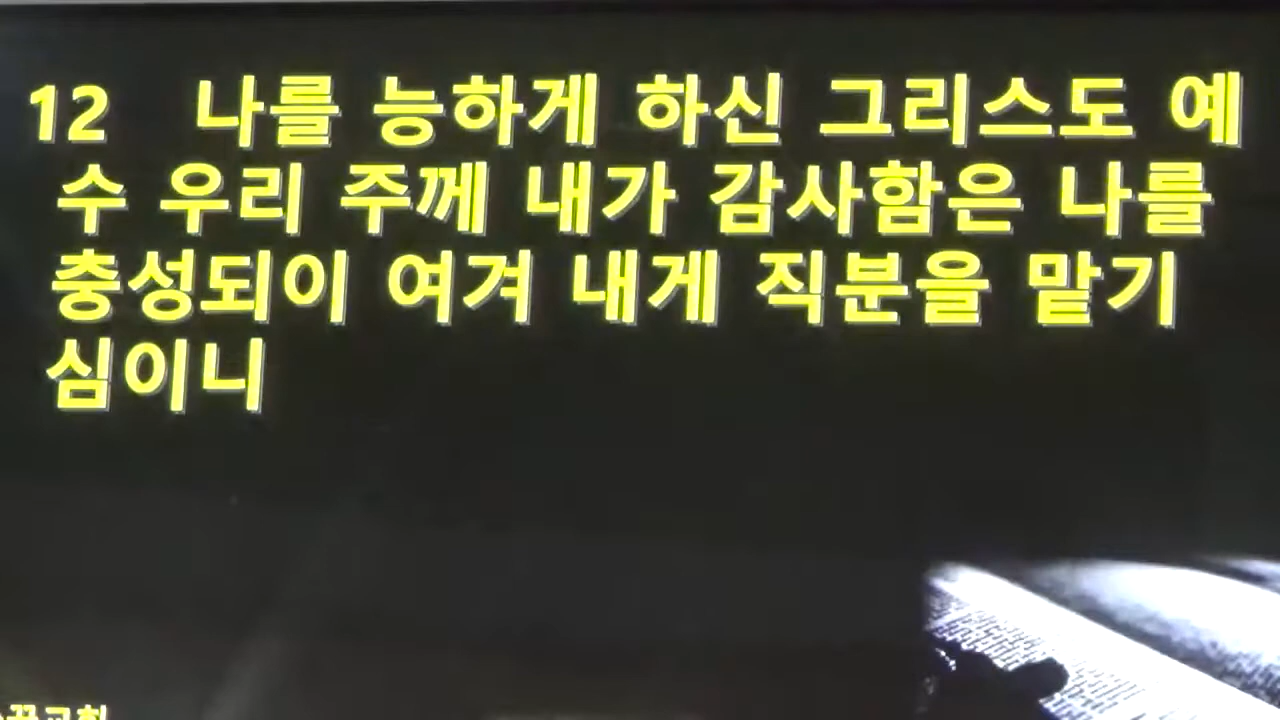 12 나를 능하게 하신 그리스도 예
수 우리 주께 내가 감사함은 나를
충성되이 여겨 내게 직분을 맡기
심이니